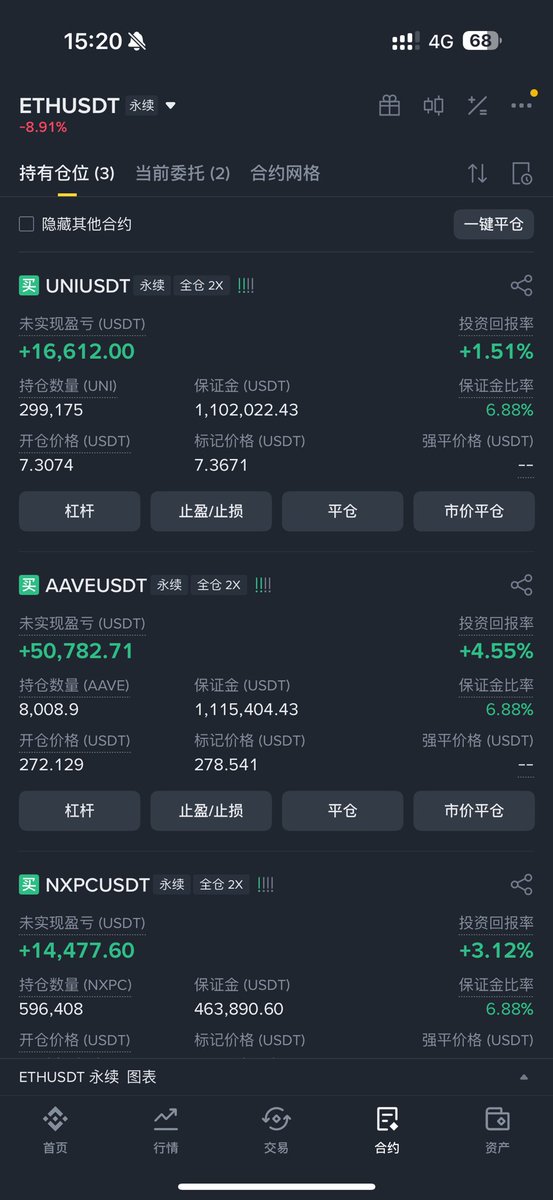 15:20 4G 68
ETHUSDT 永续
-8.91%
持有仓位 (3) 当前委托 (2) 合约网格
隐藏其他合约 一键平仓
买 UNIUSDT 永续 全仓 2X !!!!
未实现盈亏 (USDT) 投资回报率
+16,612.00 +1.51%
持仓数量 (UNI) 保证金 (USDT) 保证金比率
299,175 1,102,022.43 6.88%
开仓价格 (USDT) 标记价格 (USDT) 强平价格 (USDT)
7.3074 7.3671 --
杠杆 止盈/止损 平仓 市价平仓
买 AAVEUSDT 永续 全仓 2X !!!!
未实现盈亏 (USDT) 投资回报率
+50,782.71 +4.55%
持仓数量 (AAVE) 保证金 (USDT) 保证金比率
8,008.9 1,115,404.43 6.88%
开仓价格 (USDT) 标记价格 (USDT) 强平价格 (USDT)
272.129 278.541 --
杠杆 止盈/止损 平仓 市价平仓
买 NXPCUSDT 永续 全仓 2X !!!!
未实现盈亏 (USDT) 投资回报率
+14,477.60 +3.12%
持仓数量 (NXPC) 保证金 (USDT) 保证金比率
596,408 463,890.60 6.88%
开仓价格 (USDT) 标记价格 (USDT) 强平价格 (USDT)
ETHUSDT 永续 图表
首页 行情 交易 合约 资产